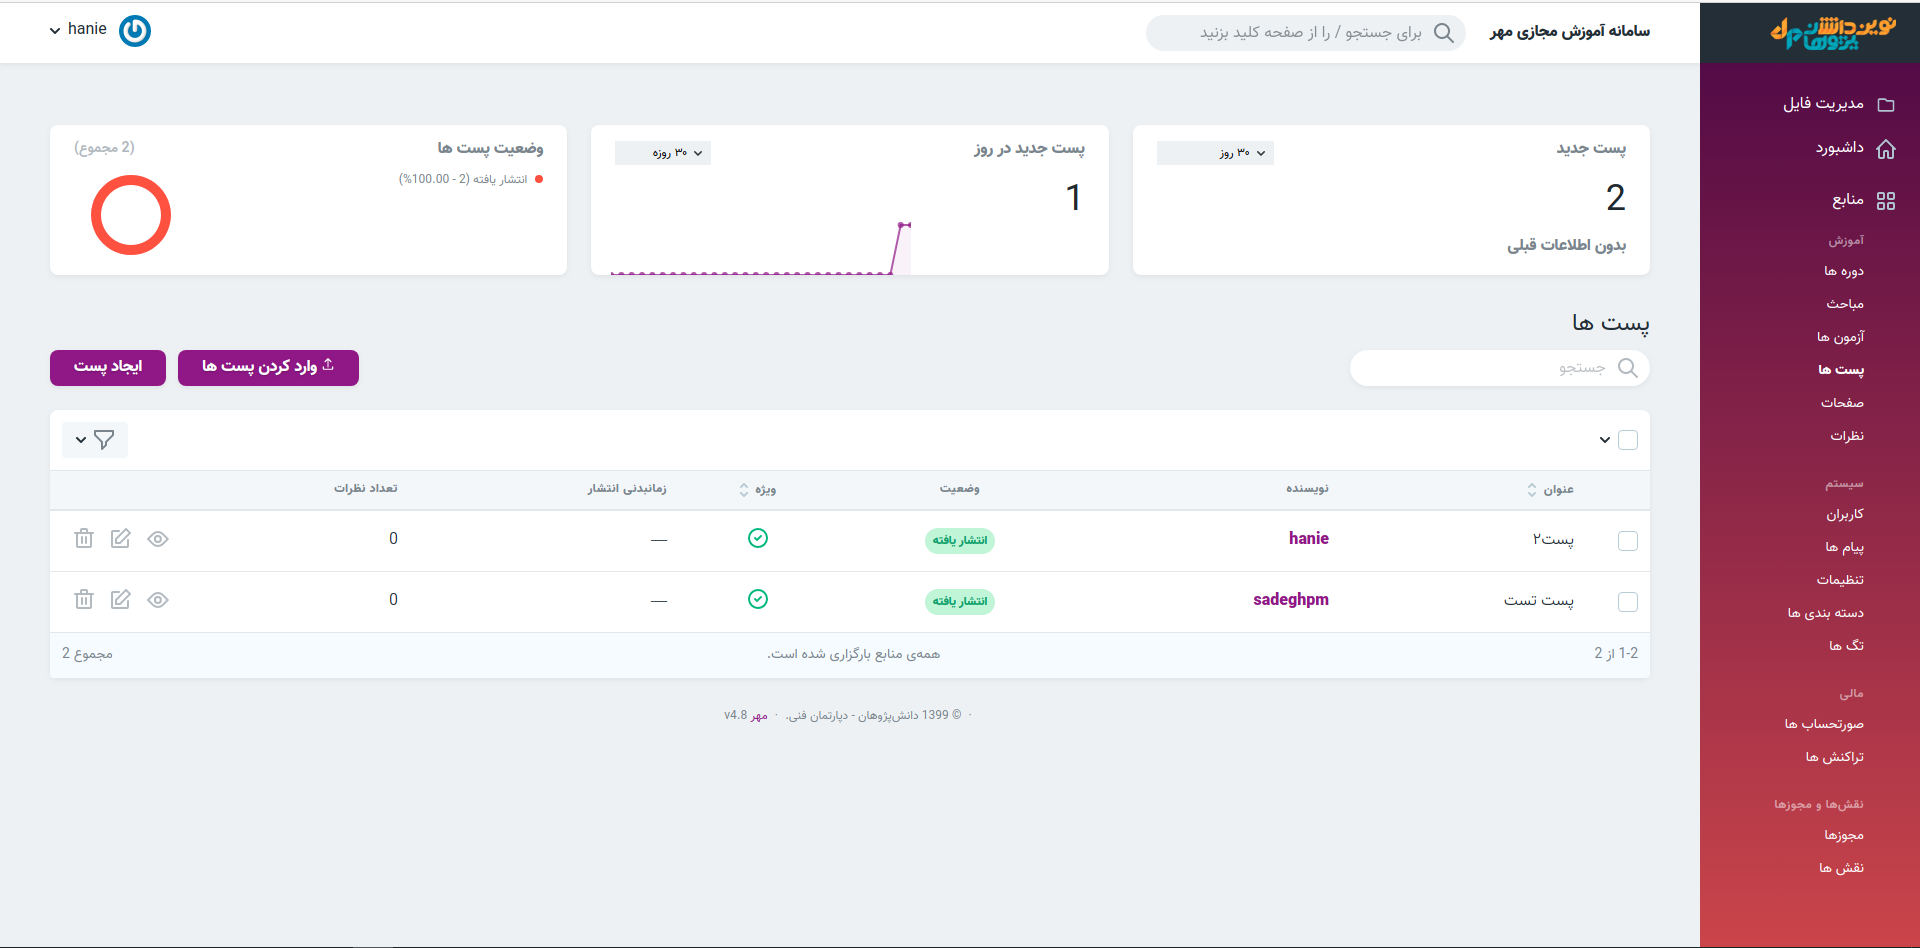 نوین دانش پژوهان
سامانه آموزش مجازی مهر
برای جستجو / را از صفحه کلید بزنید
hanie
مدیریت فایل
داشبورد
منابع
آموزش
دوره ها
مباحث
آزمون ها
پست ها
صفحات
نظرات
سیستم
کاربران
پیام ها
تنظیمات
دسته بندی ها
تگ ها
مالی
صورتحساب ها
تراکنش ها
نقش‌ها و مجوزها
مجوزها
نقش ها
پست جدید
۳۰ روز
2
بدون اطلاعات قبلی
پست جدید در روز
۳۰ روزه
1
وضعیت پست ها
(2 مجموع)
انتشار یافته (2 - 100.00%)
پست ها
جستجو
وارد کردن پست ها
ایجاد پست
عنوان نویسنده وضعیت ویژه زمانبدنی انتشار تعداد نظرات
پست۲ hanie انتشار یافته — 0
پست تست sadeghpm انتشار یافته — 0
1-2 از 2
همه‌ی منابع بارگزاری شده است.
مجموع 2
· © 1399 دانش‌پژوهان - دپارتمان فنی. · مهر v4.8